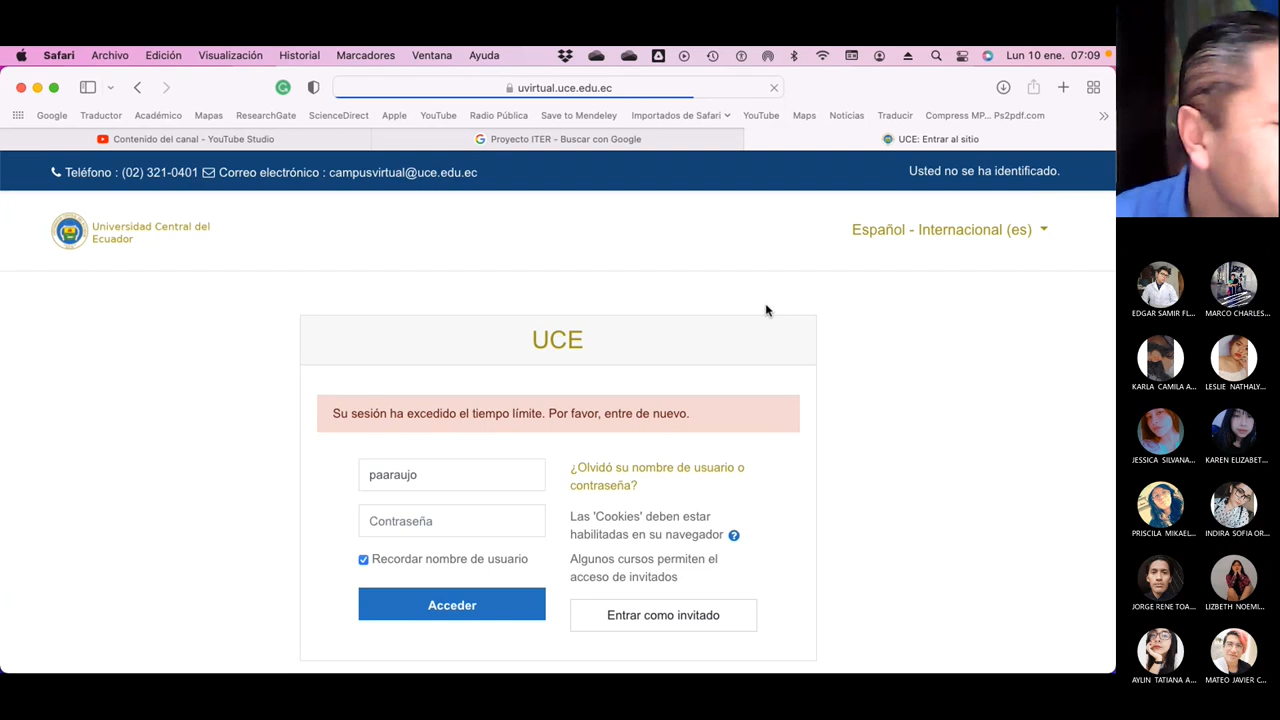 Safari Archivo Edición Visualización Historial Marcadores Ventana Ayuda Lun 10 ene. 07:09
uvirtual.uce.edu.ec
Google Traductor Académico Mapas ResearchGate ScienceDirect Apple YouTube Radio Pública Save to Mendeley Importados de Safari YouTube Maps Noticias Traducir Compress MP... Ps2pdf.com
Contenido del canal - YouTube Studio Proyecto ITER - Buscar con Google UCE: Entrar al sitio
Teléfono : (02) 321-0401 Correo electrónico : campusvirtual@uce.edu.ec Usted no se ha identificado.
Universidad Central del
Ecuador
Español - Internacional (es)
UCE
Su sesión ha excedido el tiempo límite. Por favor, entre de nuevo.
paaraujo
Contraseña
Recordar nombre de usuario
Acceder
¿Olvidó su nombre de usuario o
contraseña?
Las 'Cookies' deben estar
habilitadas en su navegador
Algunos cursos permiten el
acceso de invitados
Entrar como invitado
EDGAR SAMIR FL... MARCO CHARLES...
KARLA CAMILA A... LESLIE NATHALY...
JESSICA SILVANA... KAREN ELIZABET...
PRISCILA MIKAEL... INDIRA SOFIA OR...
JORGE RENE TOA... LIZBETH NOEMI...
AYLIN TATIANA A... MATEO JAVIER C...